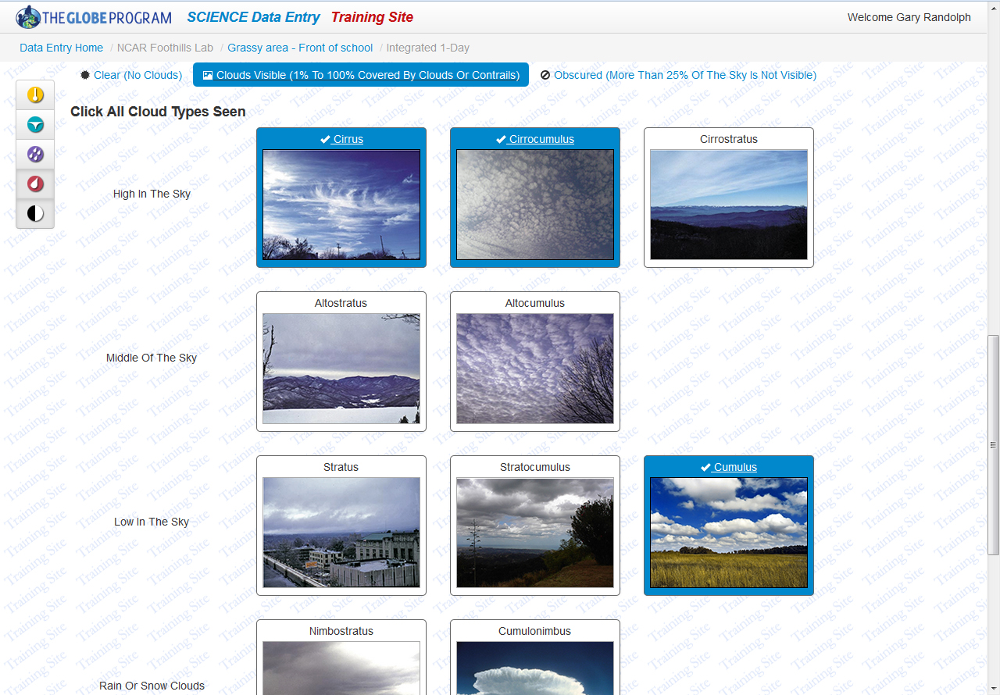 THE GLOBE PROGRAM SCIENCE Data Entry Training Site Welcome Gary Randolph
Data Entry Home / NCAR Foothills Lab / Grassy area - Front of school / Integrated 1-Day
Clear (No Clouds) Clouds Visible (1% To 100% Covered By Clouds Or Contrails) Obscured (More Than 25% Of The Sky Is Not Visible)
Click All Cloud Types Seen
Cirrus Cirrocumulus Cirrostratus
High In The Sky
Altostratus Altocumulus
Middle Of The Sky
Stratus Stratocumulus Cumulus
Low In The Sky
Nimbostratus Cumulonimbus
Rain Or Snow Clouds
Training Site